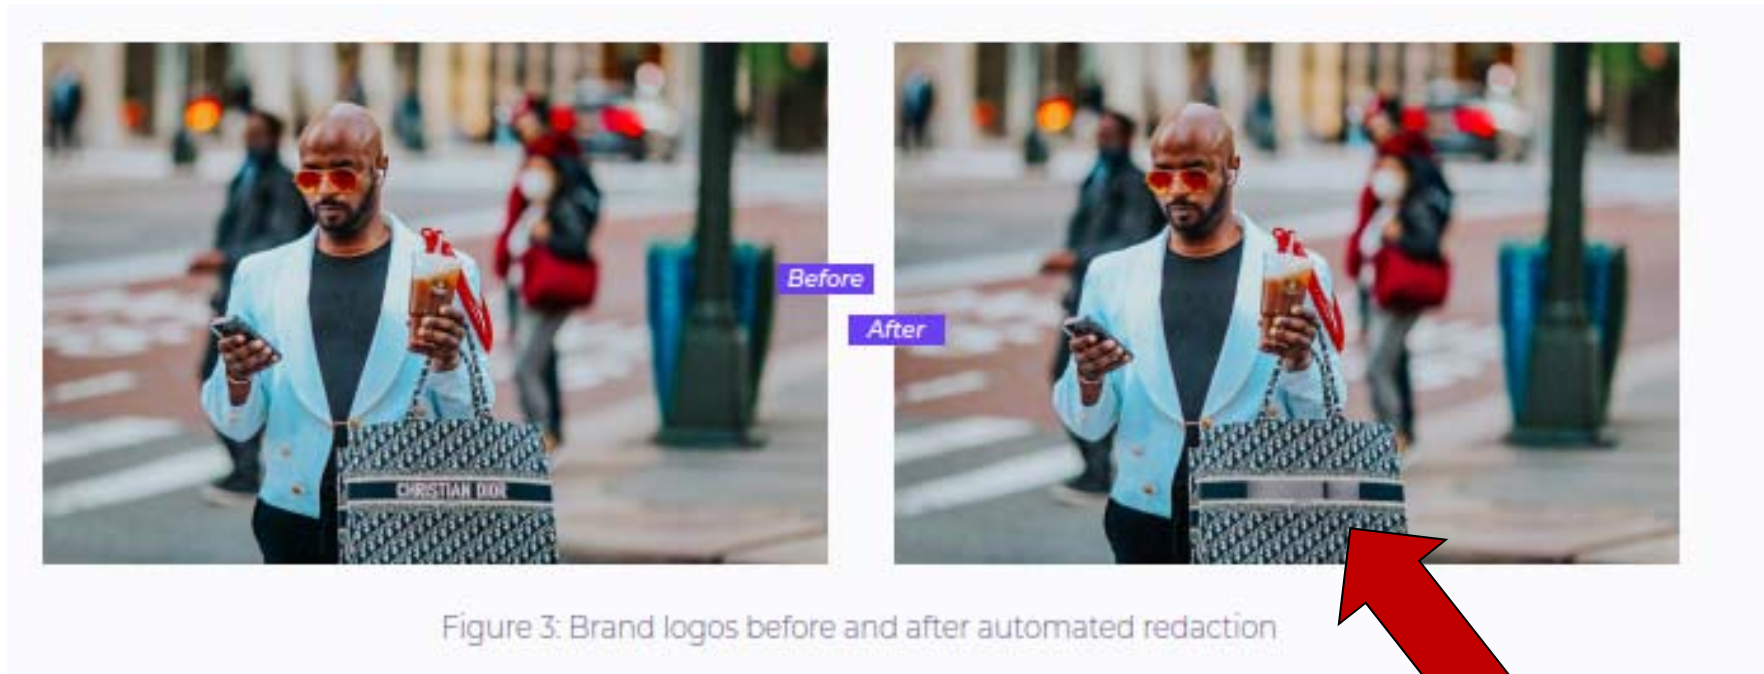 Before
After
CHRISTIAN DIOR
Figure 3: Brand logos before and after automated redaction